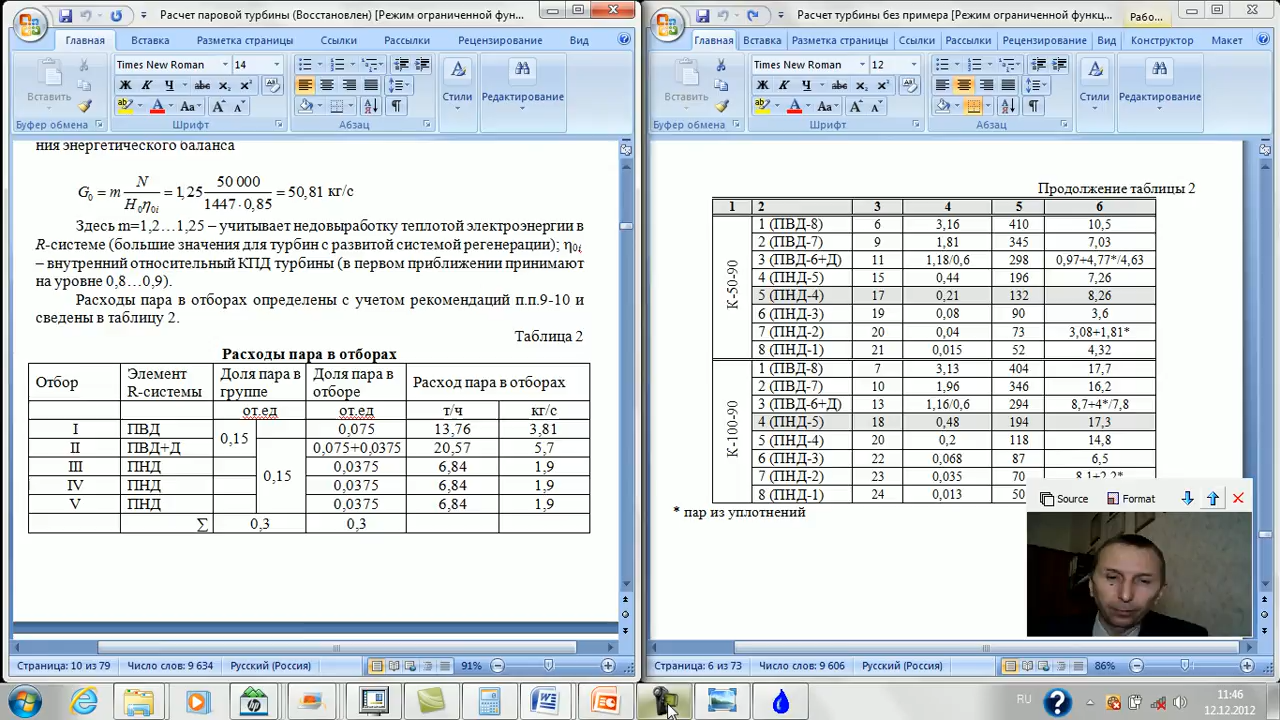 Расчет паровой турбины (Восстановлен) [Режим ограниченной фун...
Главная Вставка Разметка страницы Ссылки Рассылки Рецензирование Вид
Times New Roman 14
Вставить
Ж К Ч abc x₂ x²
Стили
Редактирование
Буфер обмена Шрифт Абзац
ния энергетического баланса
G₀ = m N / H₀η₀ᵢ = 1,25 50 000 / 1447·0,85 = 50,81 кг/с
Здесь m=1,2…1,25 – учитывает недовыработку теплотой электроэнергии в
R-системе (большие значения для турбин с развитой системой регенерации); η₀ᵢ
– внутренний относительный КПД турбины (в первом приближении принимают
на уровне 0,8…0,9).
Расходы пара в отборах определены с учетом рекомендаций п.п.9-10 и
сведены в таблицу 2.
Таблица 2
Расходы пара в отборах
Отбор Элемент R-системы Доля пара в группе Доля пара в отборе Расход пара в отборах
от.ед от.ед т/ч кг/с
I ПВД 0,15 0,075 13,76 3,81
II ПВД+Д 0,075+0,0375 20,57 5,7
III ПНД 0,15 0,0375 6,84 1,9
IV ПНД 0,0375 6,84 1,9
V ПНД 0,0375 6,84 1,9
Σ 0,3 0,3
Страница: 10 из 79 Число слов: 9 634 Русский (Россия) 91%
Расчет турбины без примера [Режим ограниченной функц...
Рабо...
Главная Вставка Разметка страницы Ссылки Рассылки Рецензирование Вид Конструктор Макет
Times New Roman 12
Вставить
Ж К Ч abc x₂ x²
Стили
Редактирование
Буфер обмена Шрифт Абзац
Продолжение таблицы 2
1 2 3 4 5 6
К-50-90
1 (ПВД-8) 6 3,16 410 10,5
2 (ПВД-7) 9 1,81 345 7,03
3 (ПВД-6+Д) 11 1,18/0,6 298 0,97+4,77*/4,63
4 (ПНД-5) 15 0,44 196 7,26
5 (ПНД-4) 17 0,21 132 8,26
6 (ПНД-3) 19 0,08 90 3,6
7 (ПНД-2) 20 0,04 73 3,08+1,81*
8 (ПНД-1) 21 0,015 52 4,32
К-100-90
1 (ПВД-8) 7 3,13 404 17,7
2 (ПВД-7) 10 1,96 346 16,2
3 (ПВД-6+Д) 13 1,16/0,6 294 8,7+4*/7,8
4 (ПНД-5) 18 0,48 194 17,3
5 (ПНД-4) 20 0,2 118 14,8
6 (ПНД-3) 22 0,068 87 6,5
7 (ПНД-2) 23 0,035 70 8,1+2,2*
8 (ПНД-1) 24 0,013 50
* пар из уплотнений
Source Format
Страница: 6 из 73 Число слов: 9 606 Русский (Россия) 86%
RU
11:46
12.12.2012